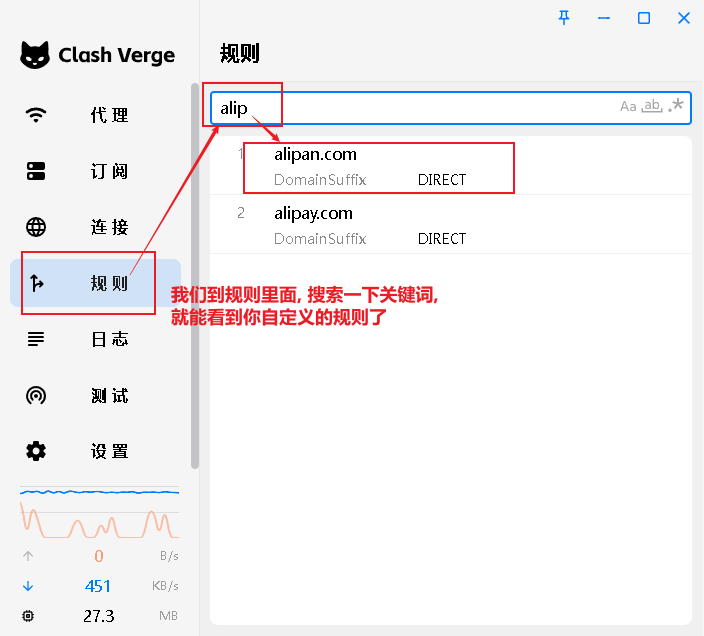 Clash Verge
规则
代理
alip
Aa ab .*
订阅
1 alipan.com
DomainSuffix DIRECT
2 alipay.com
DomainSuffix DIRECT
连接
规则
我们到规则里面, 搜索一下关键词,
就能看到你自定义的规则了
日志
测试
设置
0 B/s
451 KB/s
27.3 MB